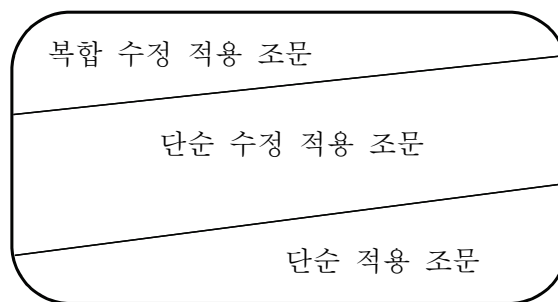 복합 수정 적용 조문
단순 수정 적용 조문
단순 적용 조문